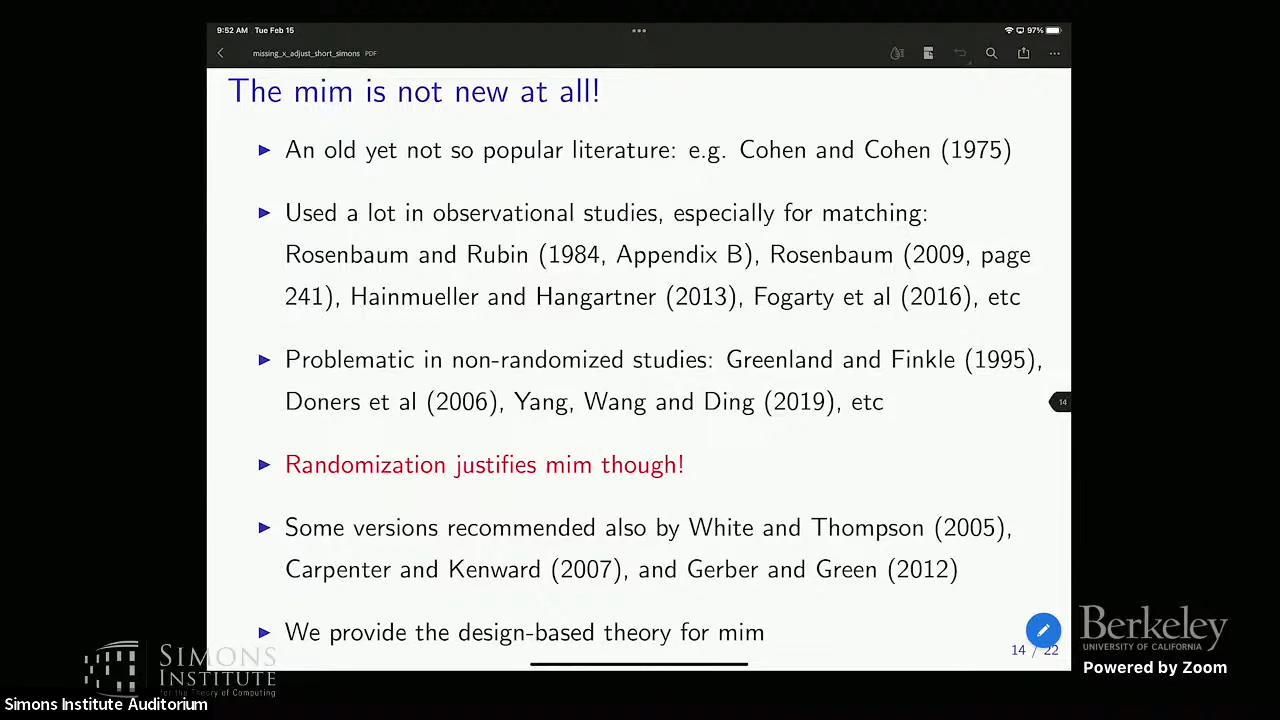 9:52 AM Tue Feb 15
97%
missing_x_adjust_short_simons PDF
The mim is not new at all!
An old yet not so popular literature: e.g. Cohen and Cohen (1975)
Used a lot in observational studies, especially for matching:
Rosenbaum and Rubin (1984, Appendix B), Rosenbaum (2009, page
241), Hainmueller and Hangartner (2013), Fogarty et al (2016), etc
Problematic in non-randomized studies: Greenland and Finkle (1995),
Doners et al (2006), Yang, Wang and Ding (2019), etc
14
Randomization justifies mim though!
Some versions recommended also by White and Thompson (2005),
Carpenter and Kenward (2007), and Gerber and Green (2012)
We provide the design-based theory for mim
14 / 22
SIMONS
INSTITUTE
for the Theory of Computing
Berkeley
UNIVERSITY OF CALIFORNIA
Powered by Zoom
Simons Institute Auditorium